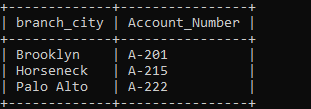 branch_city Account_Number
Brooklyn A-201
Horseneck A-215
Palo Alto A-222